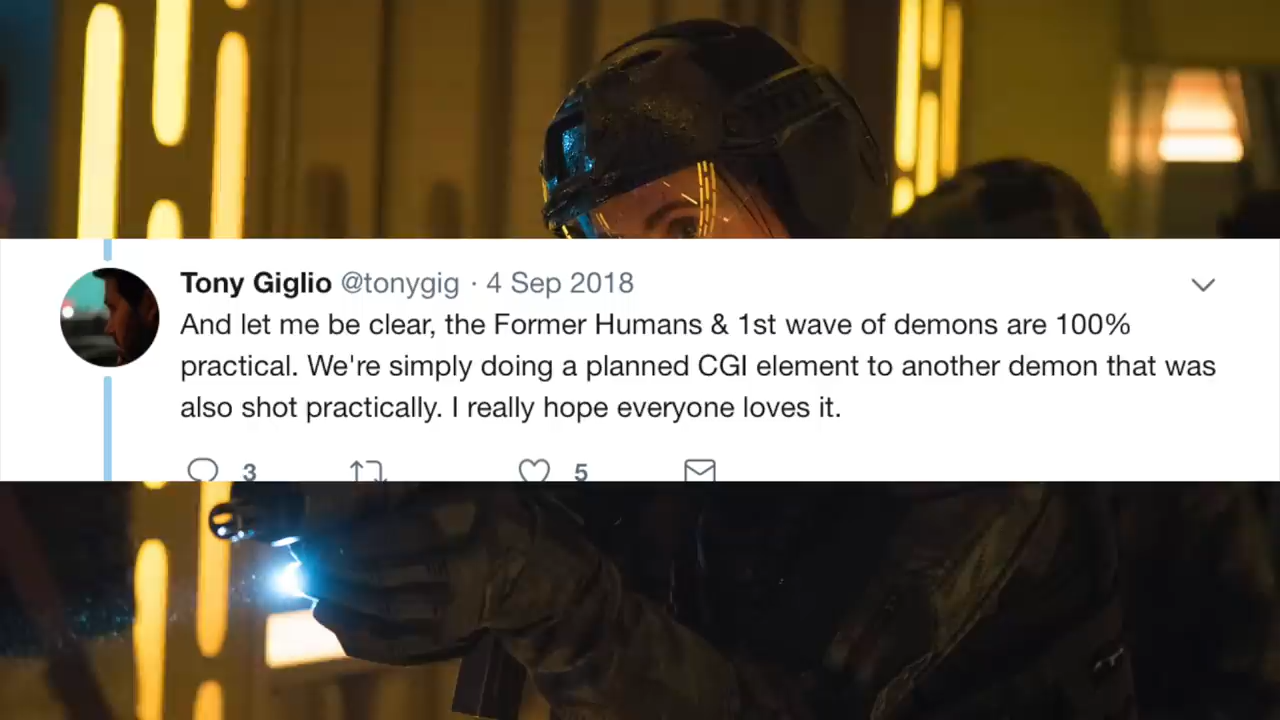 Tony Giglio @tonygig · 4 Sep 2018
And let me be clear, the Former Humans & 1st wave of demons are 100%
practical. We're simply doing a planned CGI element to another demon that was
also shot practically. I really hope everyone loves it.
3 5